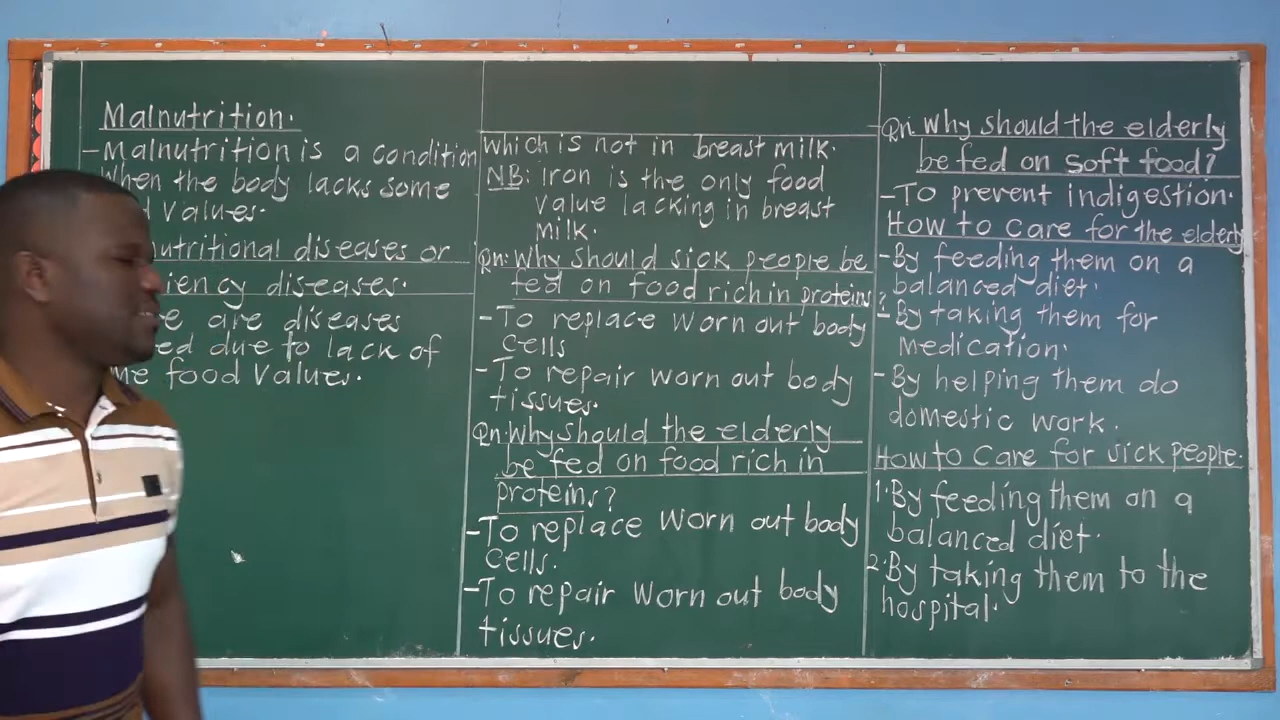 Malnutrition.
-Malnutrition is a condition
When the body lacks some
Values.
diseases or
diseases.
are diseases
due to lack of
food Values.
which is not in breast milk.
NB: Iron is the only food
value lacking in breast
milk.
Qn: Why should sick people be
fed on food rich in proteins?
-To replace worn out body
cells
-To repair worn out body
tissues.
Qn. Why should the elderly
be fed on food rich in
proteins?
-To replace worn out body
cells.
-To repair worn out body
tissues.
Qn. Why should the elderly
be fed on soft food?
-To prevent indigestion.
How to care for the elderly
-By feeding them on a
balanced diet.
-By taking them for
medication.
-By helping them do
domestic work.
How to care for sick people.
1. By feeding them on a
balanced diet.
2. By taking them to the
hospital.